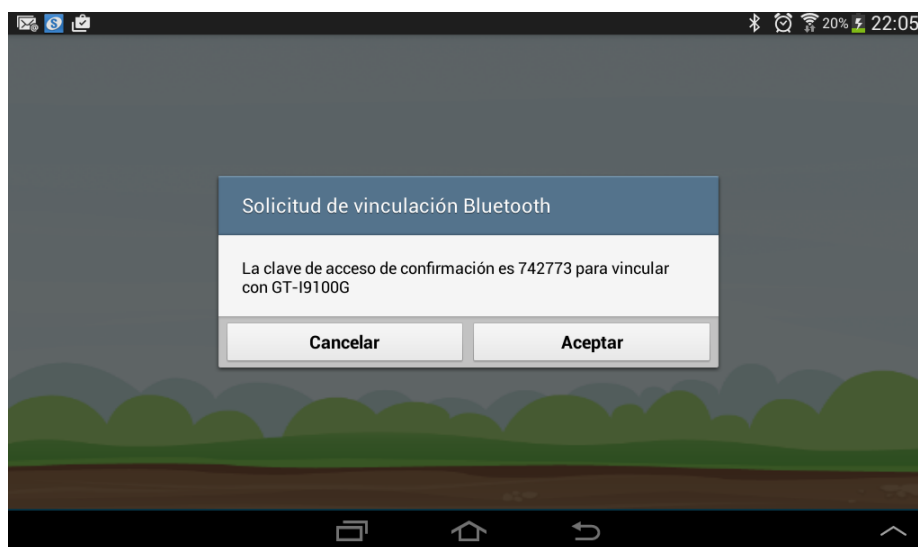 20% 22:05
Solicitud de vinculación Bluetooth
La clave de acceso de confirmación es 742773 para vincular
con GT-I9100G
Cancelar Aceptar